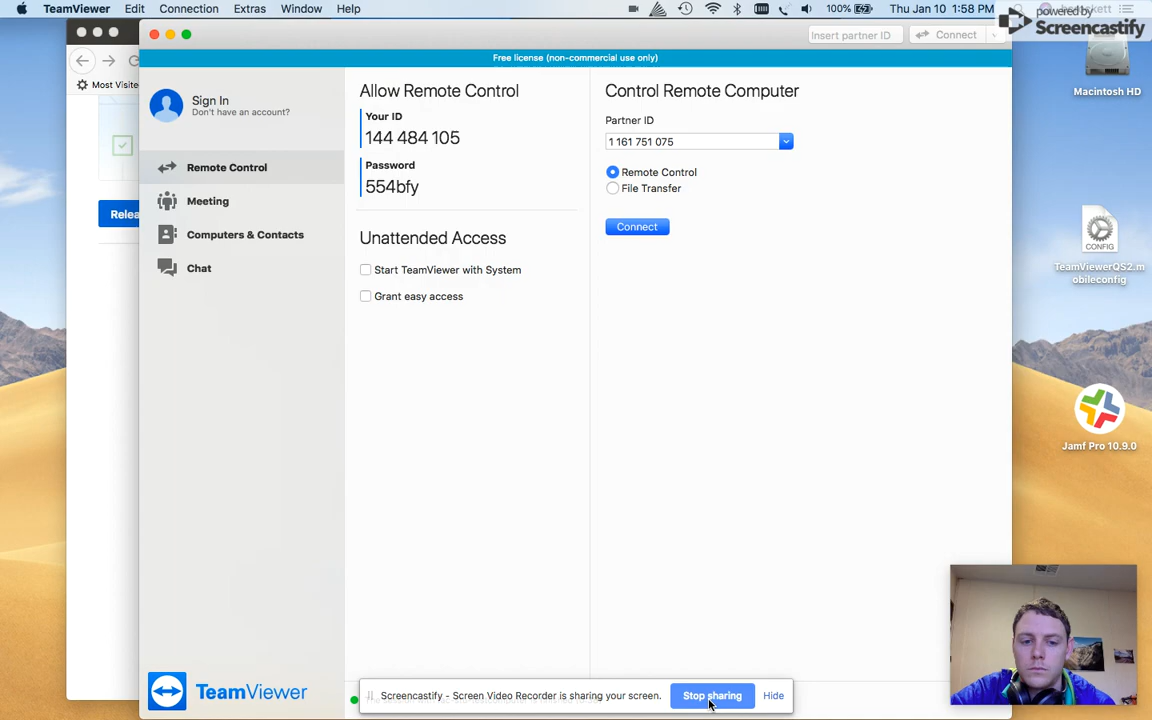 TeamViewer Edit Connection Extras Window Help
100% Thu Jan 10 1:58 PM
powered by
Screencastify
Insert partner ID Connect
Free license (non-commercial use only)
Most Visite
Macintosh HD
Sign In
Don't have an account?
Allow Remote Control
Your ID
144 484 105
Password
554bfy
Control Remote Computer
Partner ID
1 161 751 075
Remote Control
File Transfer
Connect
Remote Control
Meeting
Computers & Contacts
Chat
Relea
Unattended Access
Start TeamViewer with System
Grant easy access
CONFIG
TeamViewerQS2.m
obileconfig
Jamf Pro 10.9.0
TeamViewer
Screencastify - Screen Video Recorder is sharing your screen.
Stop sharing
Hide